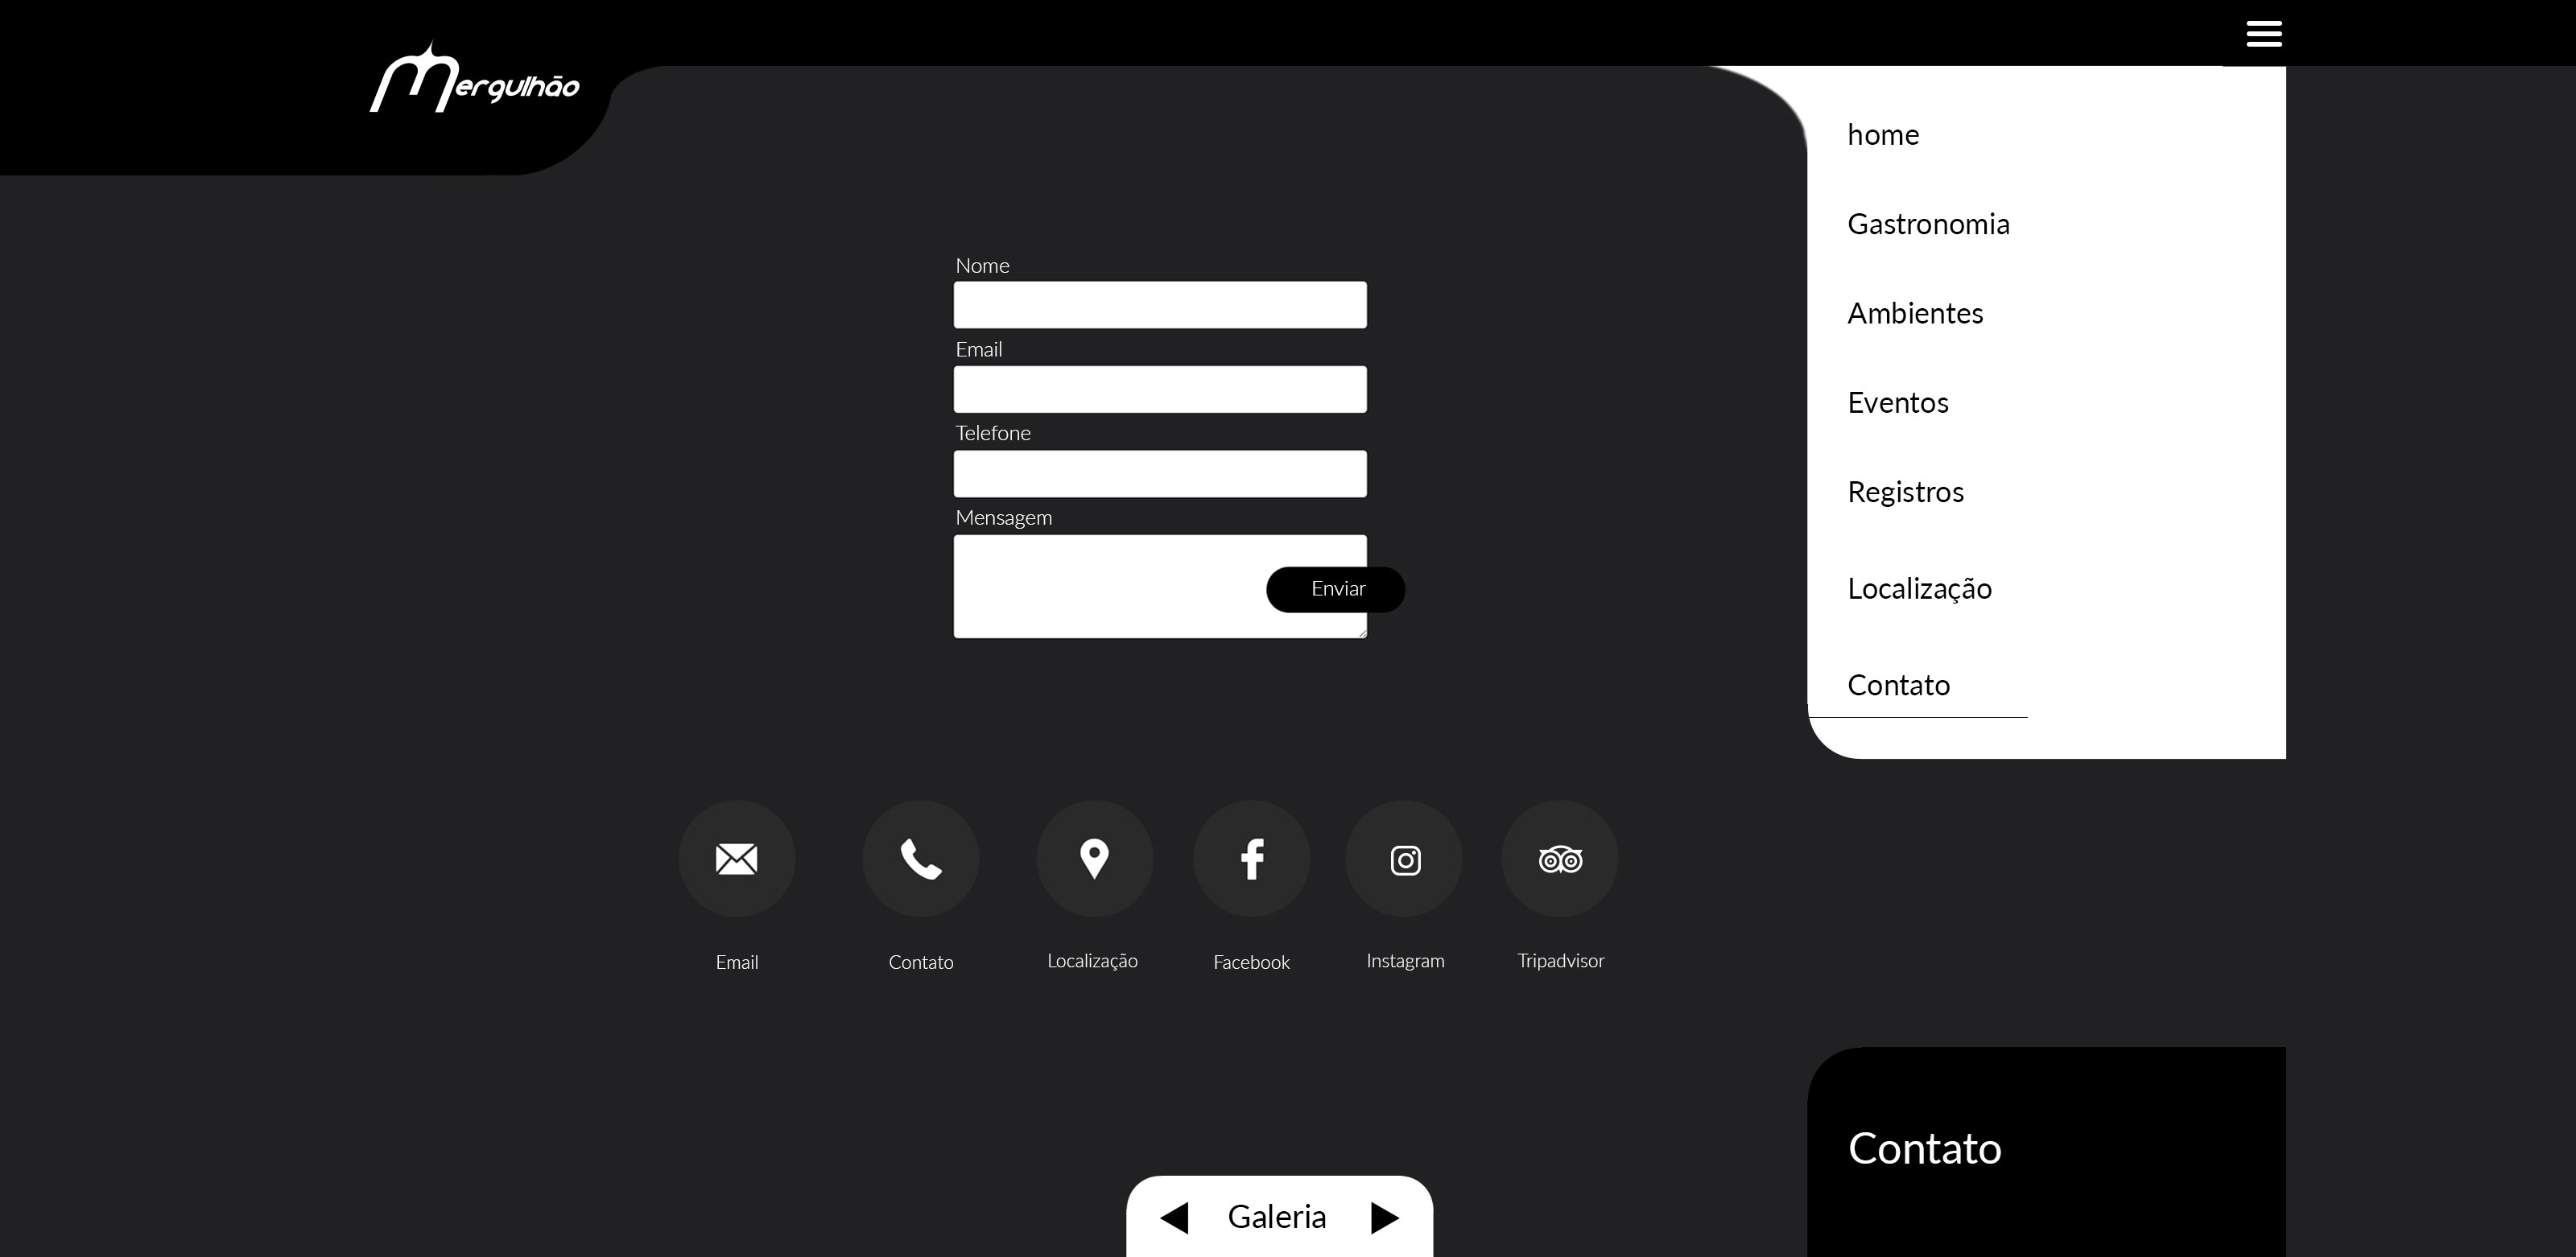 Mergulhão
home
Gastronomia
Ambientes
Eventos
Registros
Localização
Contato
Nome
Email
Telefone
Mensagem
Enviar
Email
Contato
Localização
Facebook
Instagram
Tripadvisor
Contato
Galeria